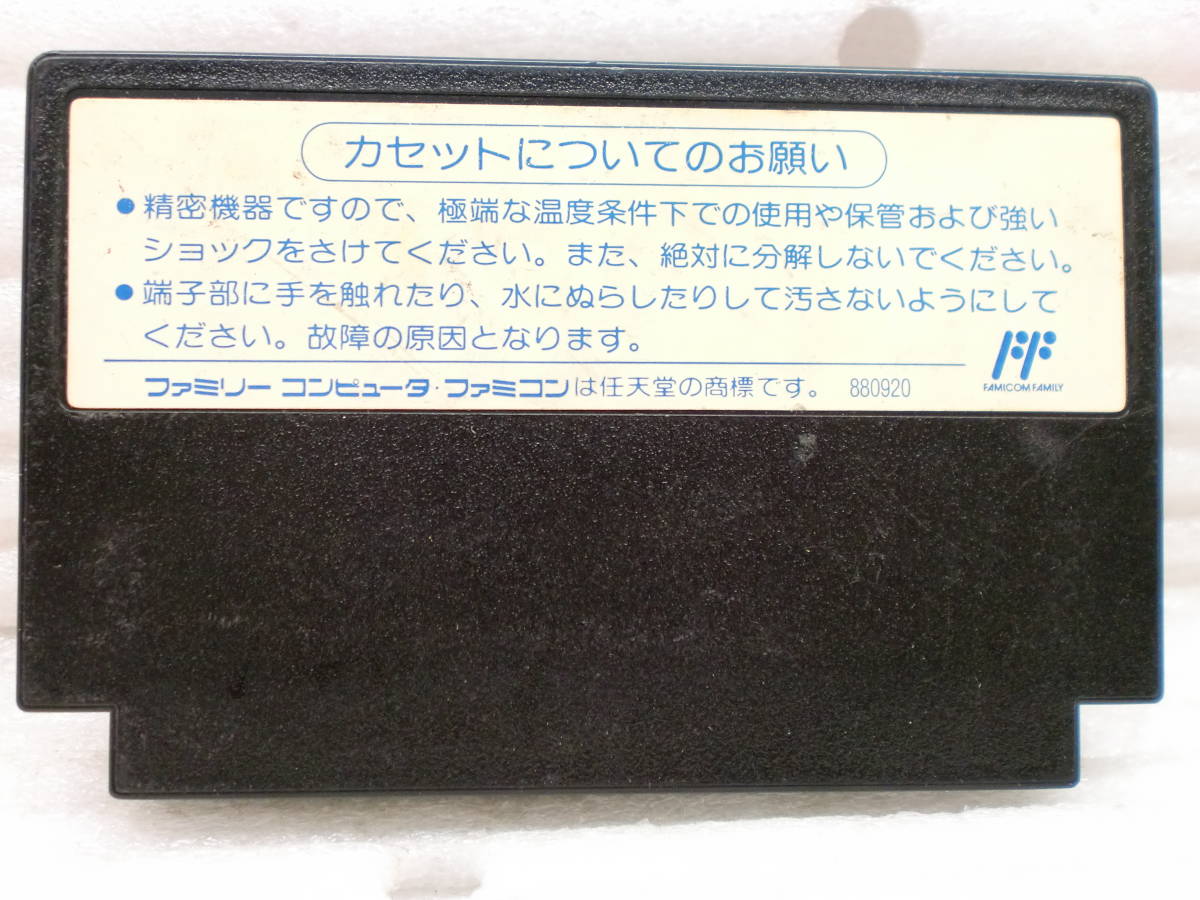 カセットについてのお願い
●精密機器ですので、極端な温度条件下での使用や保管および強い
ショックをさけてください。また、絶対に分解しないでください。
●端子部に手を触れたり、水にぬらしたりして汚さないようにして
ください。故障の原因となります。
FF
FAMICOM FAMILY
ファミリー コンピュータ・ファミコンは任天堂の商標です。 880920